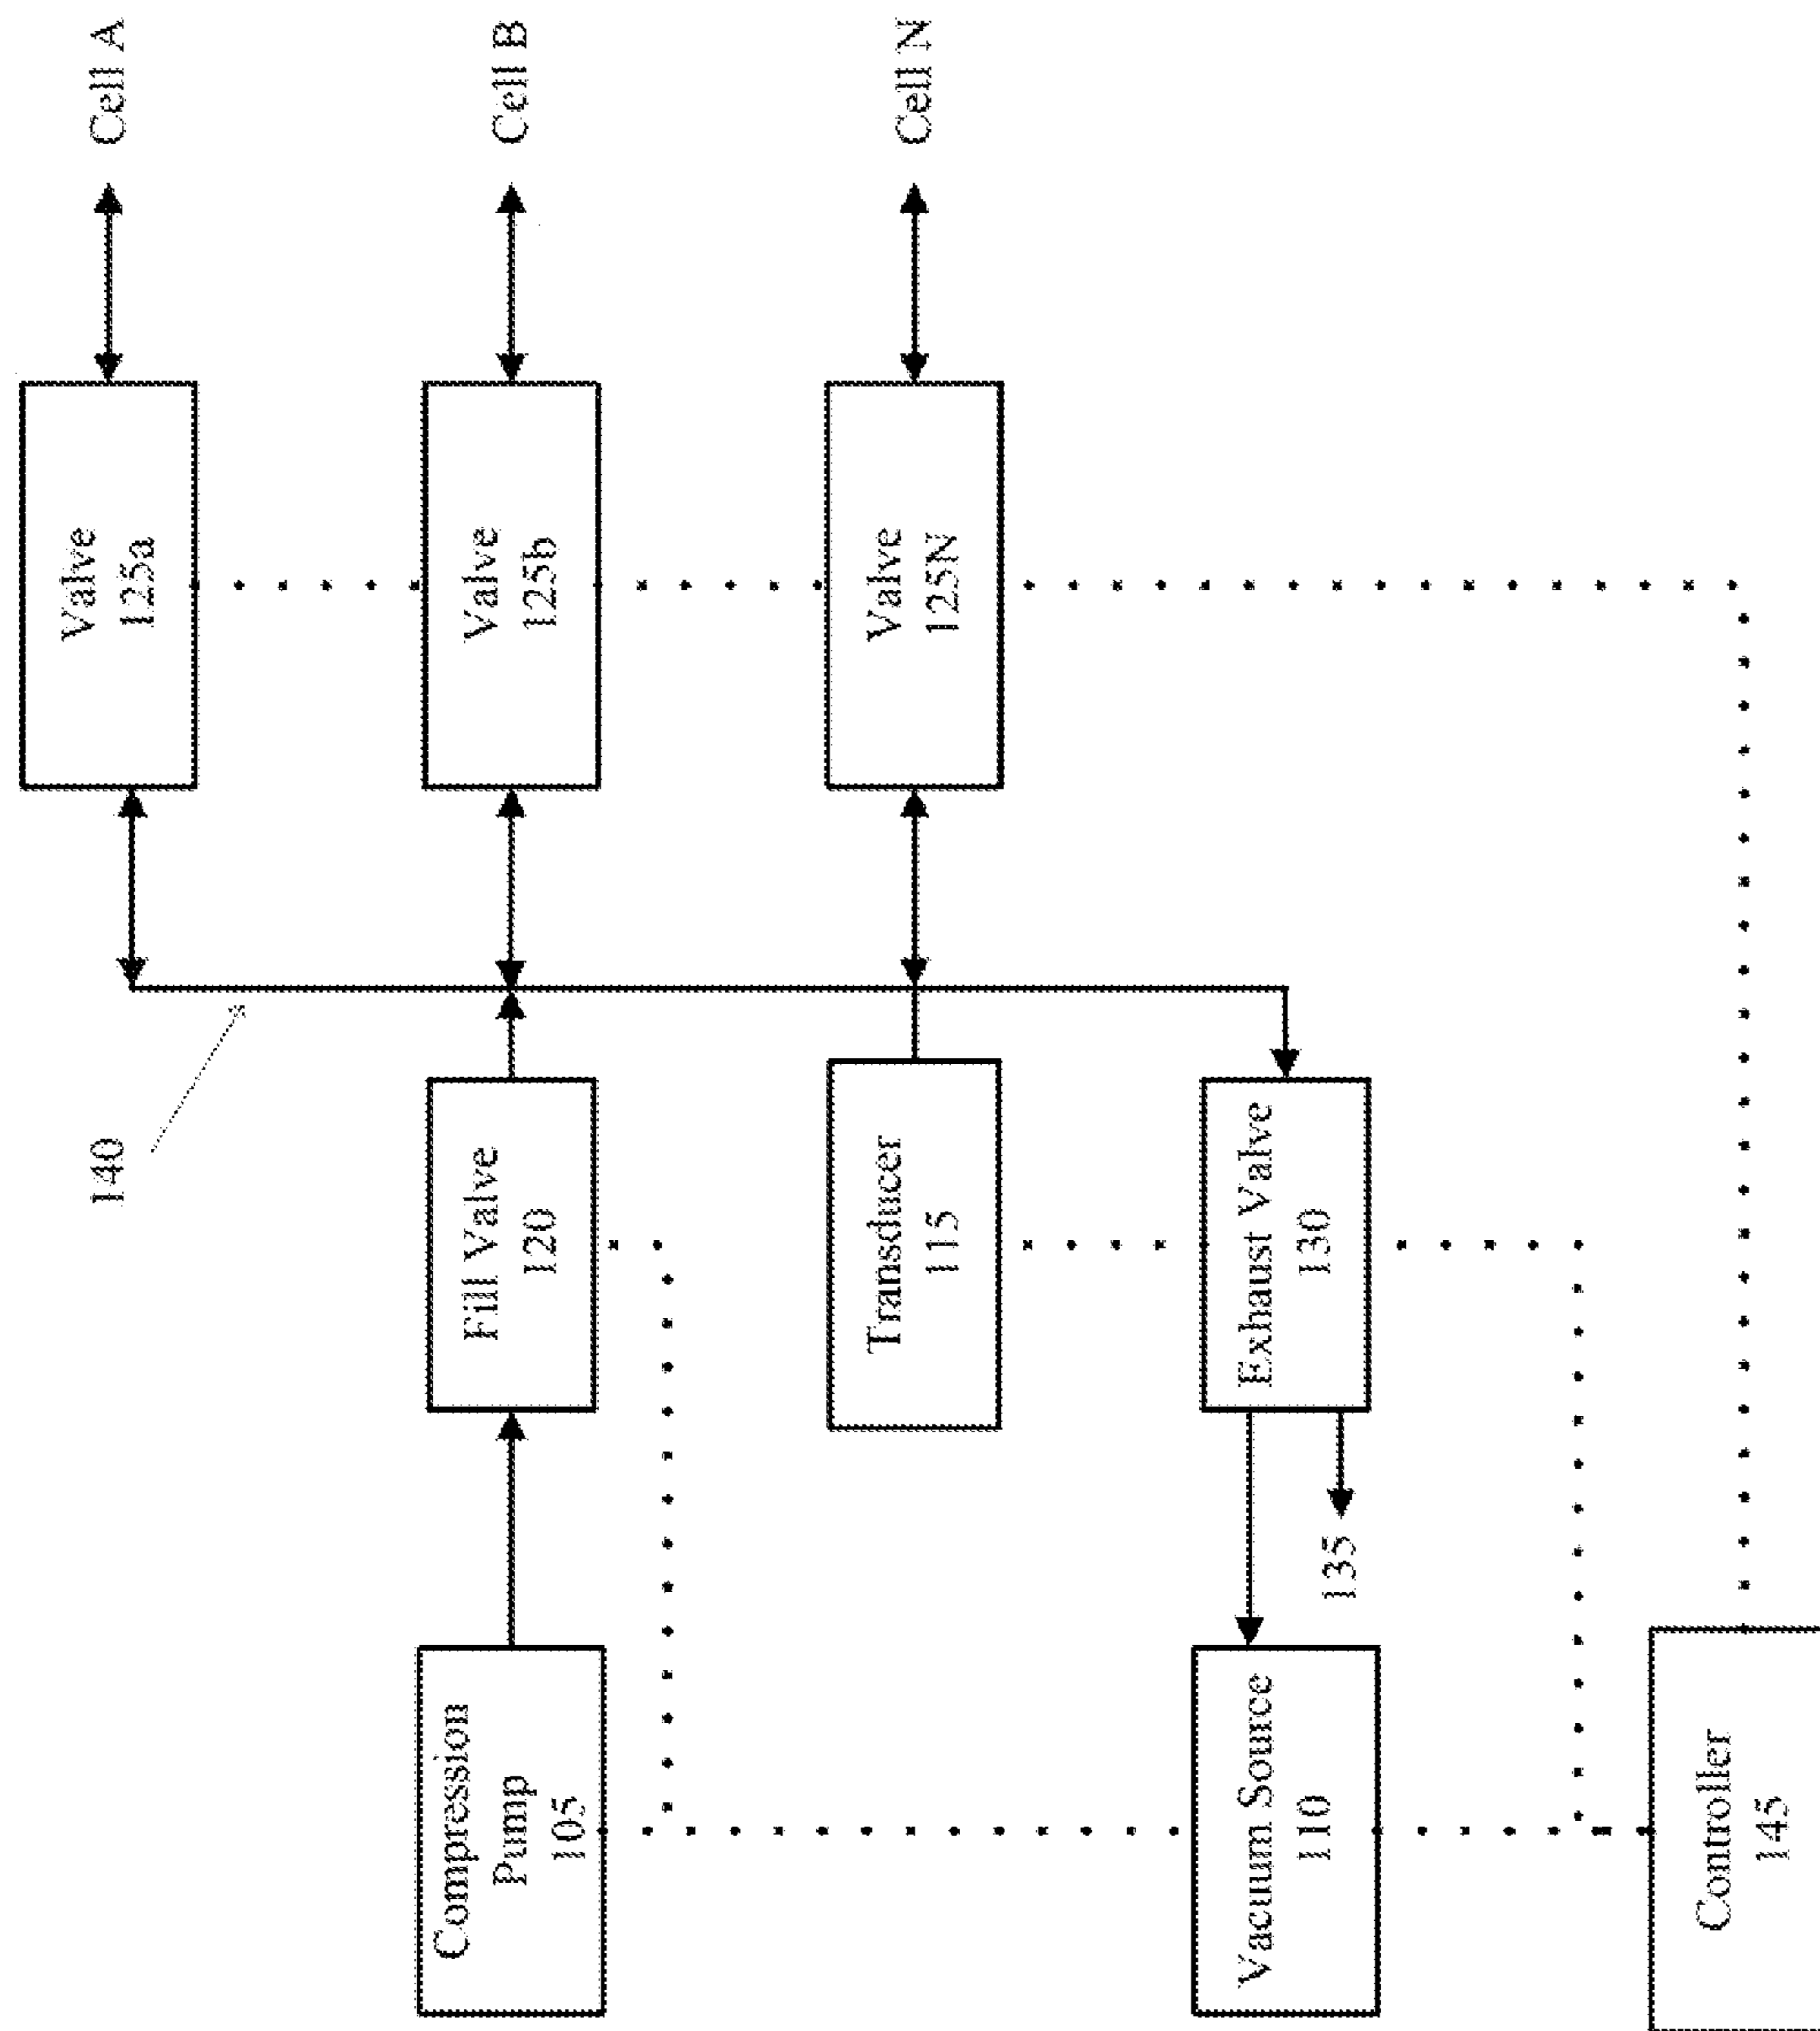 Cell A
Cell B
Cell N
Valve
125a
Valve
125b
Valve
125N
140
Fill Valve
120
Transducer
115
Exhaust Valve
130
135
Compression
Pump
105
Vacuum Source
110
Controller
145